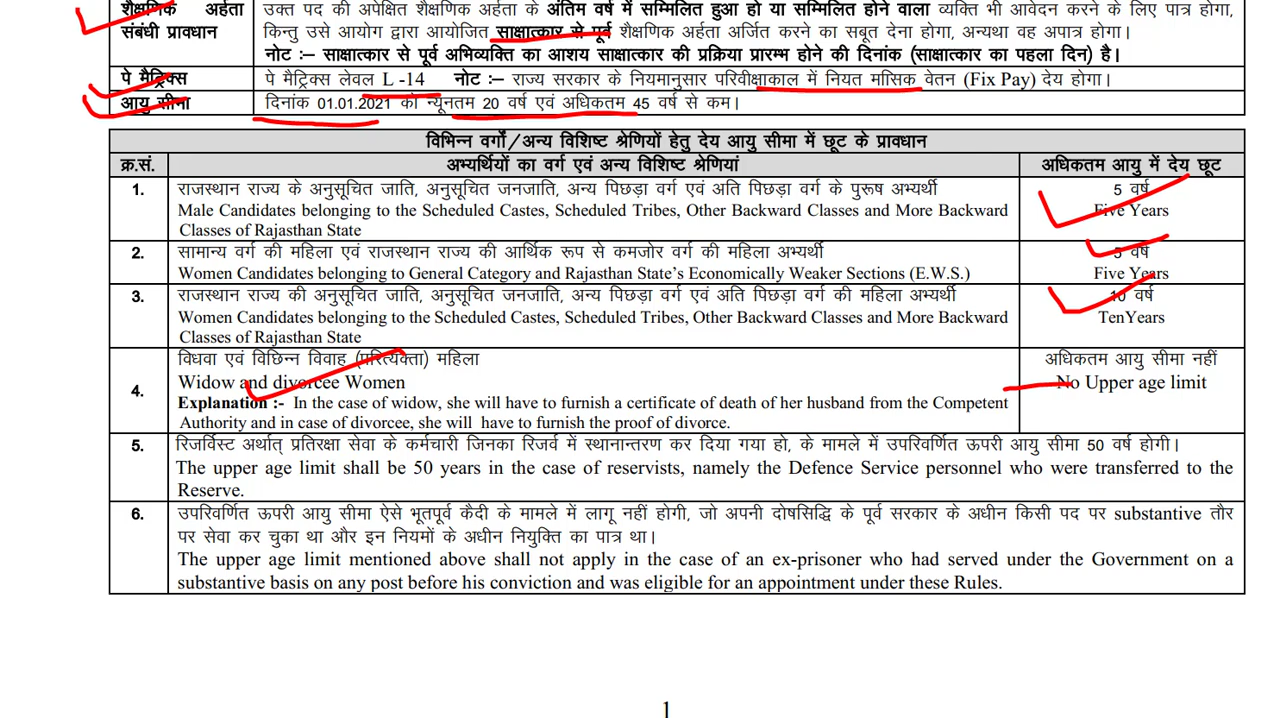 शैक्षणिक अर्हता संबंधी प्रावधान
उक्त पद की अपेक्षित शैक्षणिक अर्हता के अंतिम वर्ष में सम्मिलित हुआ हो या सम्मिलित होने वाला व्यक्ति भी आवेदन करने के लिए पात्र होगा,
किन्तु उसे आयोग द्वारा आयोजित साक्षात्कार से पूर्व शैक्षणिक अर्हता अर्जित करने का सबूत देना होगा, अन्यथा वह अपात्र होगा।
नोट :– साक्षात्कार से पूर्व अभिव्यक्ति का आशय साक्षात्कार की प्रक्रिया प्रारम्भ होने की दिनांक (साक्षात्कार का पहला दिन) है।
पे मैट्रिक्स पे मैट्रिक्स लेवल L -14 नोट :– राज्य सरकार के नियमानुसार परिवीक्षाकाल में नियत मासिक वेतन (Fix Pay) देय होगा।
आयु सीमा दिनांक 01.01.2021 को न्यूनतम 20 वर्ष एवं अधिकतम 45 वर्ष से कम।
विभिन्न वर्गों/अन्य विशिष्ट श्रेणियों हेतु देय आयु सीमा में छूट के प्रावधान
क्र.सं. अभ्यर्थियों का वर्ग एवं अन्य विशिष्ट श्रेणियां अधिकतम आयु में देय छूट
1. राजस्थान राज्य के अनुसूचित जाति, अनुसूचित जनजाति, अन्य पिछड़ा वर्ग एवं अति पिछड़ा वर्ग के पुरूष अभ्यर्थी 5 वर्ष
Male Candidates belonging to the Scheduled Castes, Scheduled Tribes, Other Backward Classes and More Backward Five Years
Classes of Rajasthan State
2. सामान्य वर्ग की महिला एवं राजस्थान राज्य की आर्थिक रूप से कमजोर वर्ग की महिला अभ्यर्थी 5 वर्ष
Women Candidates belonging to General Category and Rajasthan State's Economically Weaker Sections (E.W.S.) Five Years
3. राजस्थान राज्य की अनुसूचित जाति, अनुसूचित जनजाति, अन्य पिछड़ा वर्ग एवं अति पिछड़ा वर्ग की महिला अभ्यर्थी 10 वर्ष
Women Candidates belonging to the Scheduled Castes, Scheduled Tribes, Other Backward Classes and More Backward TenYears
Classes of Rajasthan State
4. विधवा एवं विछिन्न विवाह (परित्यक्ता) महिला अधिकतम आयु सीमा नहीं
Widow and divorcee Women No Upper age limit
Explanation :- In the case of widow, she will have to furnish a certificate of death of her husband from the Competent
Authority and in case of divorcee, she will have to furnish the proof of divorce.
5. रिजर्विस्ट अर्थात् प्रतिरक्षा सेवा के कर्मचारी जिनका रिजर्व में स्थानान्तरण कर दिया गया हो, के मामले में उपरिवर्णित ऊपरी आयु सीमा 50 वर्ष होगी।
The upper age limit shall be 50 years in the case of reservists, namely the Defence Service personnel who were transferred to the
Reserve.
6. उपरिवर्णित ऊपरी आयु सीमा ऐसे भूतपूर्व कैदी के मामले में लागू नहीं होगी, जो अपनी दोषसिद्धि के पूर्व सरकार के अधीन किसी पद पर substantive तौर
पर सेवा कर चुका था और इन नियमों के अधीन नियुक्ति का पात्र था।
The upper age limit mentioned above shall not apply in the case of an ex-prisoner who had served under the Government on a
substantive basis on any post before his conviction and was eligible for an appointment under these Rules.
1